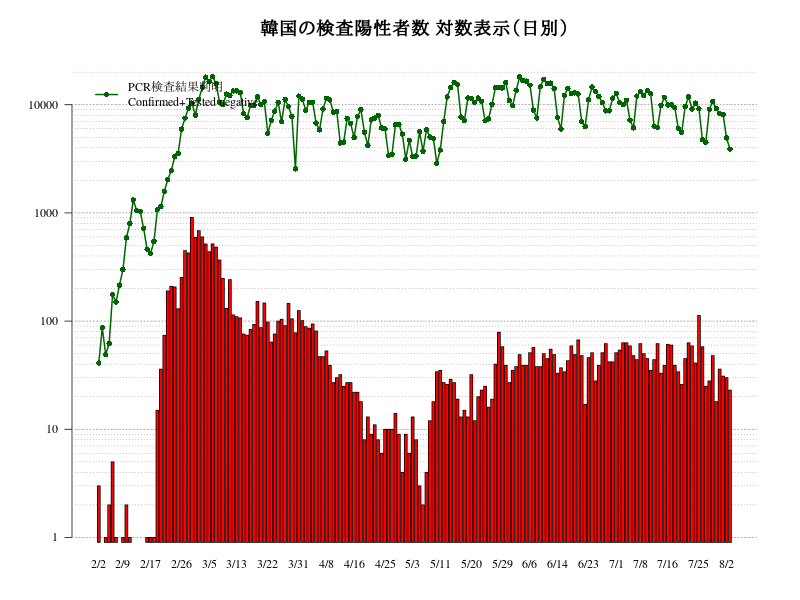 韓国の検査陽性者数 対数表示（日別）
PCR検査結果判明
Confirmed+Tested negative
10000
1000
100
10
1
2/2 2/9 2/17 2/26 3/5 3/13 3/22 3/31 4/8 4/16 4/25 5/3 5/11 5/20 5/29 6/6 6/14 6/23 7/1 7/8 7/16 7/25 8/2